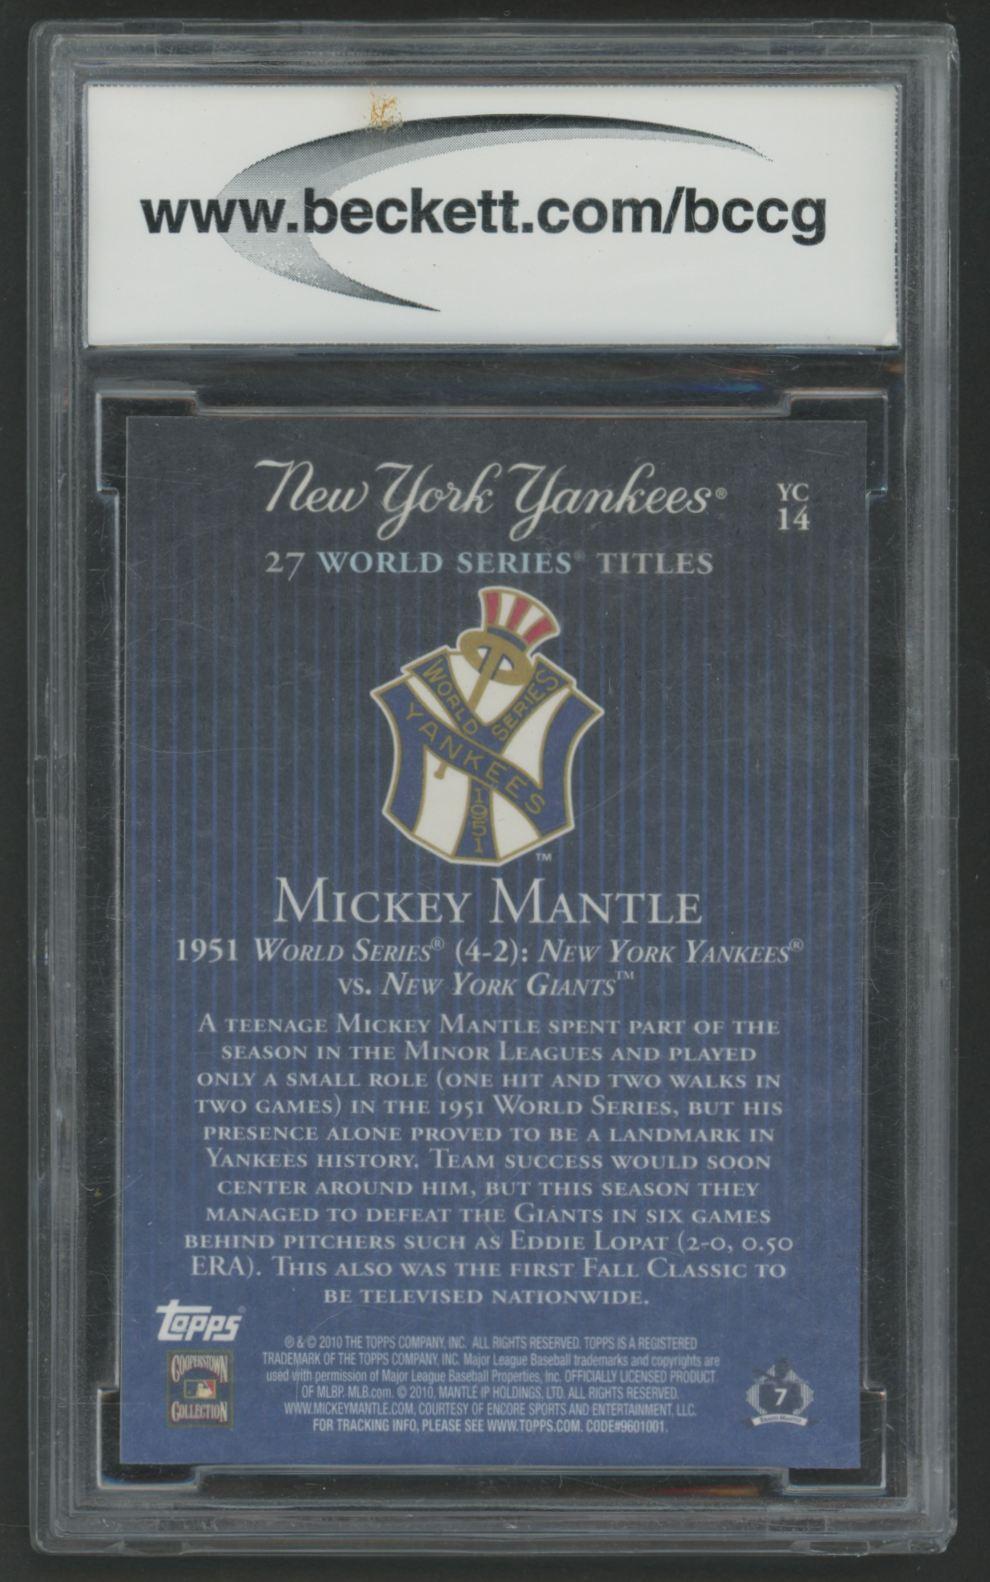 www.beckett.com/bccg
New York Yankees®
YC
14
27 WORLD SERIES® TITLES
WORLD SERIES
YANKEES
1951
™
MICKEY MANTLE
1951 WORLD SERIES® (4-2): NEW YORK YANKEES®
VS. NEW YORK GIANTS™
A TEENAGE MICKEY MANTLE SPENT PART OF THE
SEASON IN THE MINOR LEAGUES AND PLAYED
ONLY A SMALL ROLE (ONE HIT AND TWO WALKS IN
TWO GAMES) IN THE 1951 WORLD SERIES, BUT HIS
PRESENCE ALONE PROVED TO BE A LANDMARK IN
YANKEES HISTORY. TEAM SUCCESS WOULD SOON
CENTER AROUND HIM, BUT THIS SEASON THEY
MANAGED TO DEFEAT THE GIANTS IN SIX GAMES
BEHIND PITCHERS SUCH AS EDDIE LOPAT (2-0, 0.50
ERA). THIS ALSO WAS THE FIRST FALL CLASSIC TO
BE TELEVISED NATIONWIDE.
TOPPS®
COOPERSTOWN
COLLECTION
® & © 2010 THE TOPPS COMPANY, INC. ALL RIGHTS RESERVED. TOPPS IS A REGISTERED
TRADEMARK OF THE TOPPS COMPANY, INC. Major League Baseball trademarks and copyrights are
used with permission of Major League Baseball Properties, Inc. OFFICIALLY LICENSED PRODUCT
OF MLBP. MLB.com. © 2010, MANTLE IP HOLDINGS, LTD. ALL RIGHTS RESERVED.
WWW.MICKEYMANTLE.COM, COURTESY OF ENCORE SPORTS AND ENTERTAINMENT, LLC.
FOR TRACKING INFO, PLEASE SEE WWW.TOPPS.COM. CODE#9601001.
7
Mickey Mantle